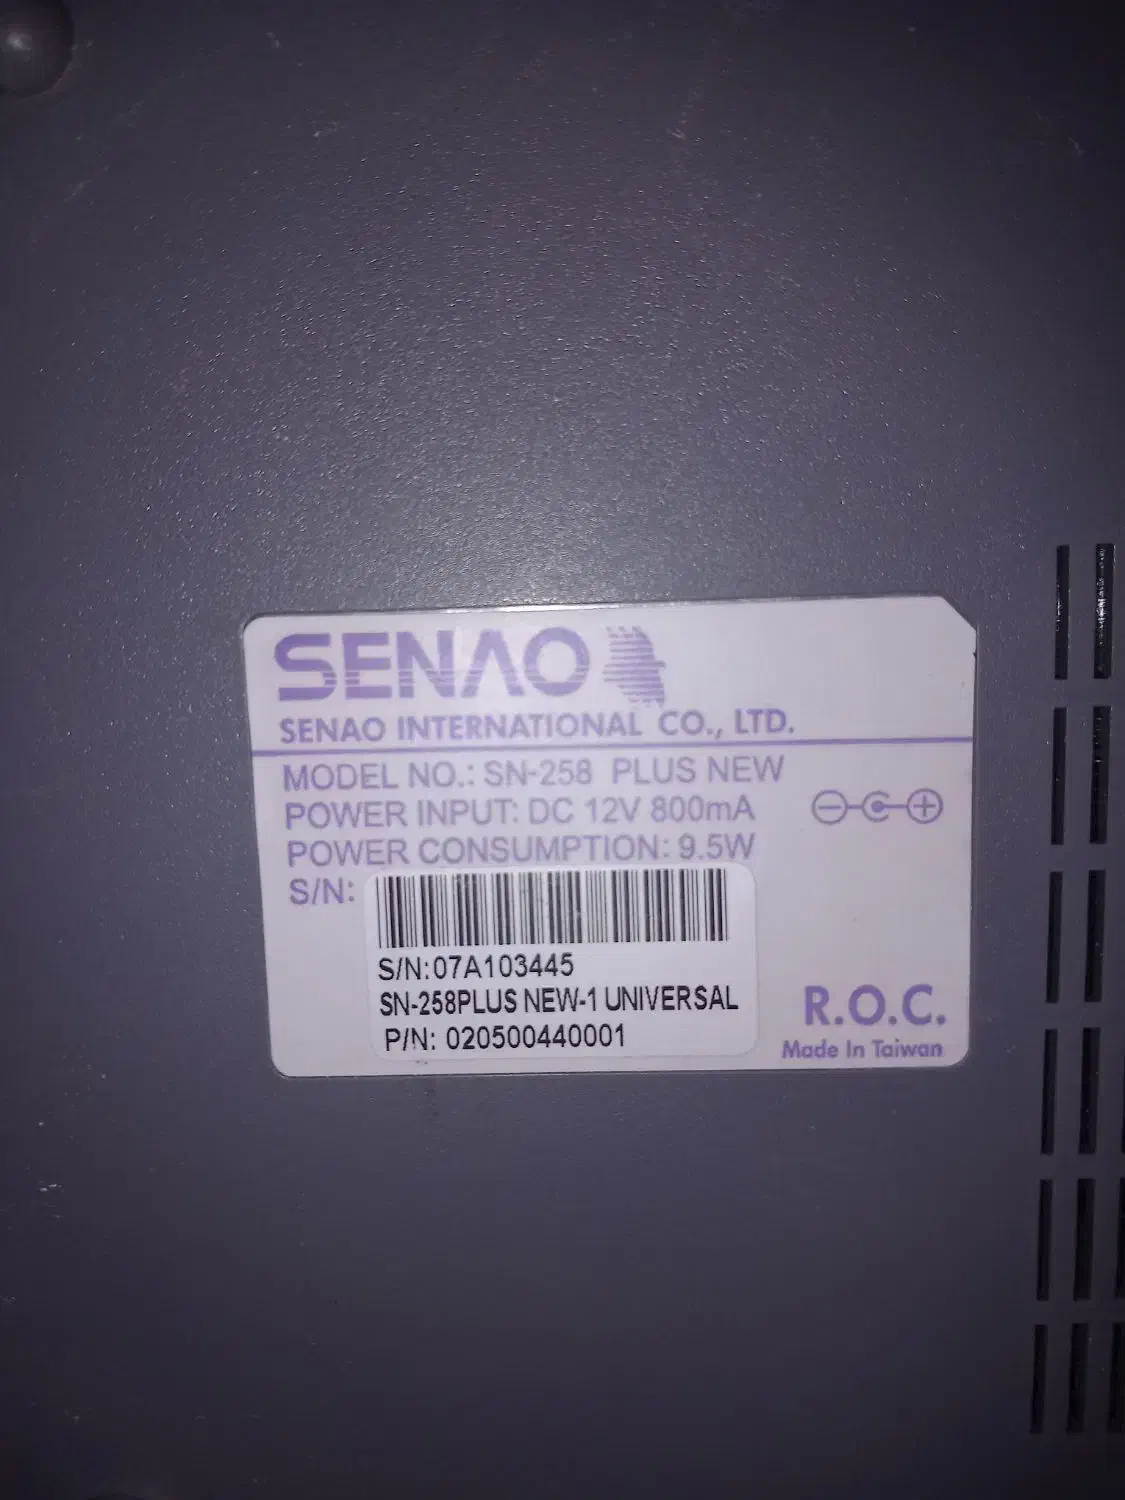 SENAO
SENAO INTERNATIONAL CO., LTD.
MODEL NO.: SN-258 PLUS NEW
POWER INPUT: DC 12V 800mA
POWER CONSUMPTION: 9.5W
S/N:
S/N:07A103445
SN-258PLUS NEW-1 UNIVERSAL
P/N: 020500440001
R.O.C.
Made In Taiwan